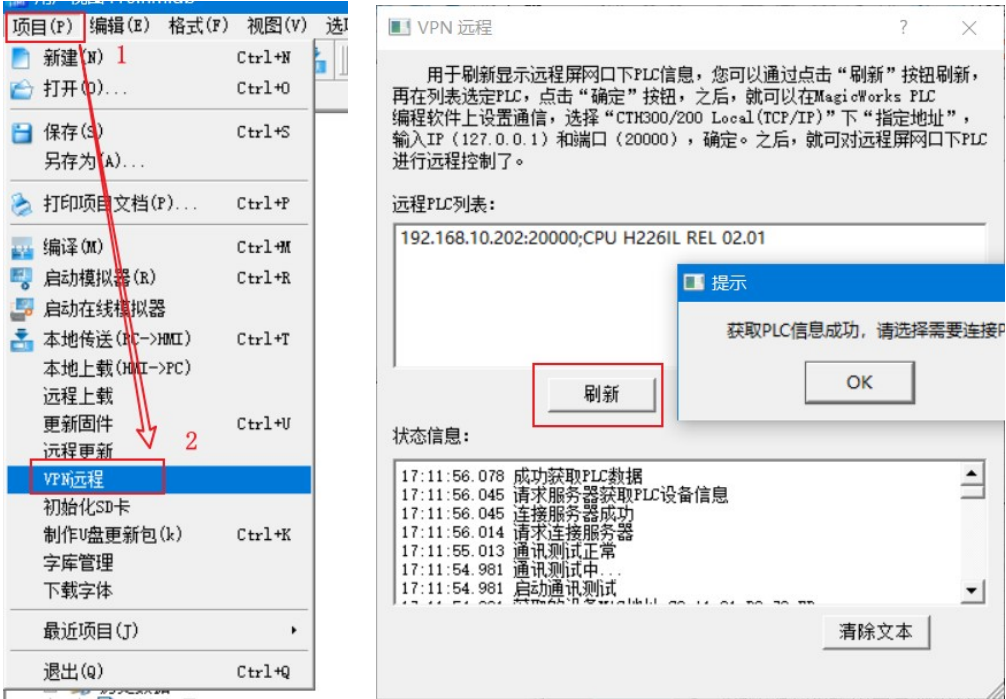 项目(P) 编辑(E) 格式(F) 视图(V)
1
新建(N) Ctrl+N
打开(O)... Ctrl+O
保存(S) Ctrl+S
另存为(A)...
打印项目文档(P)... Ctrl+P
编译(M) Ctrl+M
启动模拟器(R) Ctrl+R
启动在线模拟器
本地传送(PC->HMI) Ctrl+T
本地上载(HMI->PC)
远程上载
更新固件 Ctrl+U
远程更新
2
VPN远程
初始化SD卡
制作U盘更新包(k) Ctrl+K
字库管理
下载字体
最近项目(J)
退出(Q) Ctrl+Q
VPN 远程
用于刷新显示远程屏网口下PLC信息，您可以通过点击“刷新”按钮刷新，
再在列表选定PLC，点击“确定”按钮，之后，就可以在MagicWorks PLC
编程软件上设置通信，选择“CTH300/200 Local(TCP/IP)”下“指定地址”，
输入IP（127.0.0.1）和端口（20000），确定。之后，就可对远程屏网口下PLC
进行远程控制了。
远程PLC列表：
192.168.10.202:20000;CPU H226IL REL 02.01
提示
获取PLC信息成功，请选择需要连接P
OK
刷新
状态信息：
17:11:56.078 成功获取PLC数据
17:11:56.045 请求服务器获取PLC设备信息
17:11:56.045 连接服务器成功
17:11:56.014 请求连接服务器
17:11:55.013 通讯测试正常
17:11:54.981 通讯测试中...
17:11:54.981 启动通讯测试
清除文本